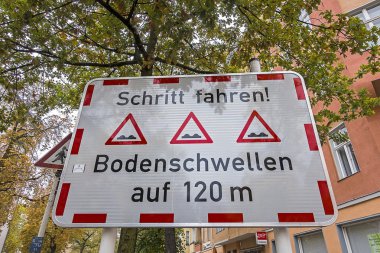 Schritt fahren!
Bodenschwellen
auf 120 m